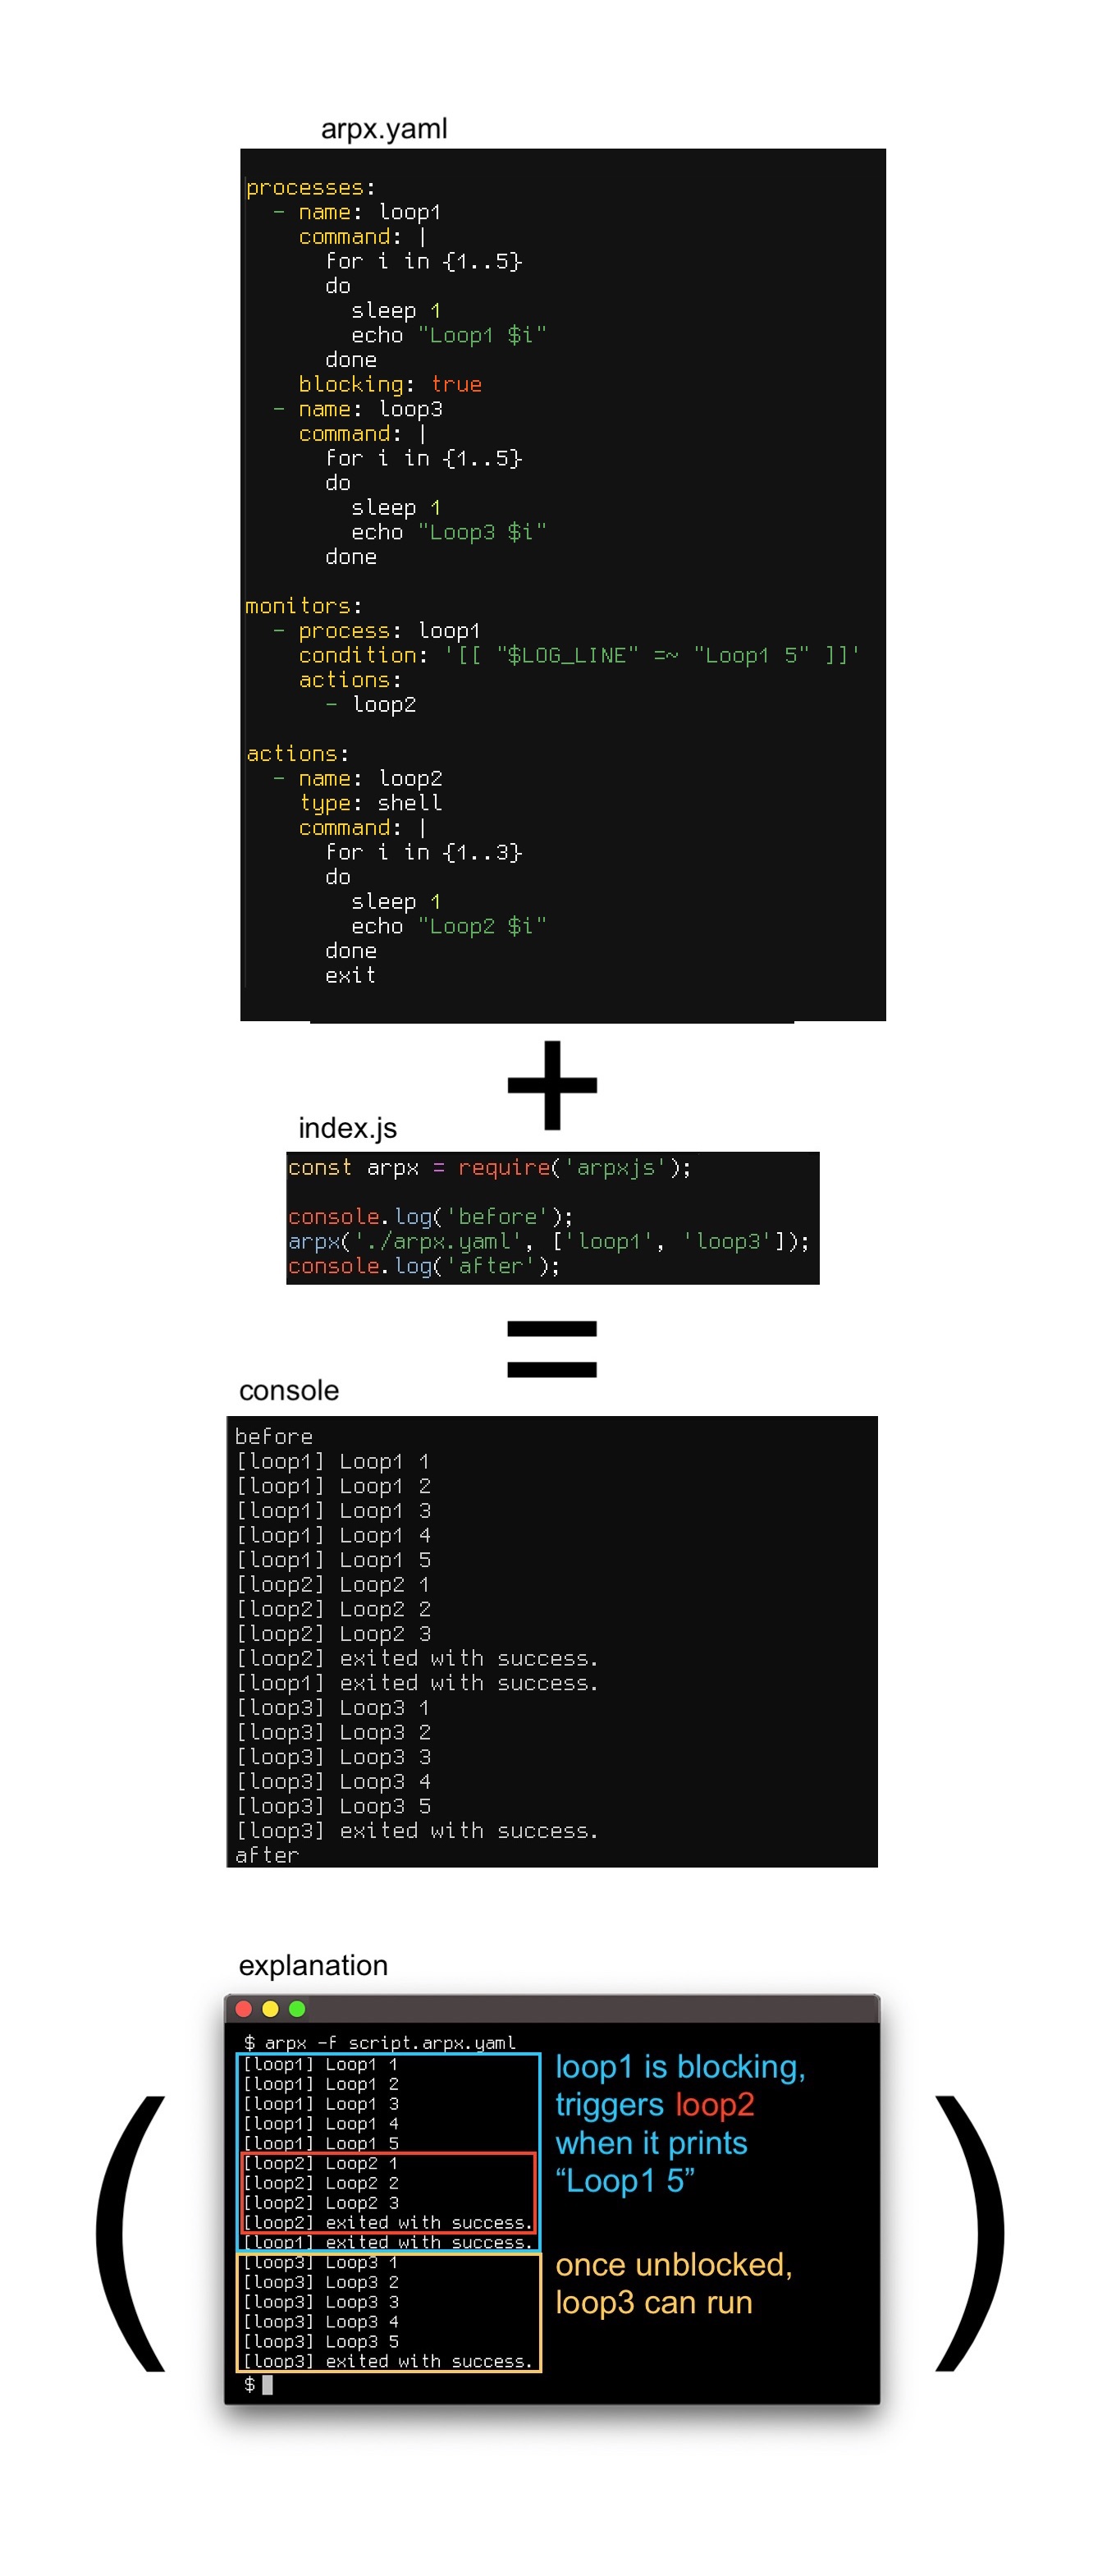 arpx.yaml
processes:
  - name: loop1
    command: |
      for i in {1..5}
      do
        sleep 1
        echo "Loop1 $i"
      done
    blocking: true
  - name: loop3
    command: |
      for i in {1..5}
      do
        sleep 1
        echo "Loop3 $i"
      done
monitors:
  - process: loop1
    condition: '[[ "$LOG_LINE" =~ "Loop1 5" ]]'
    actions:
      - loop2
actions:
  - name: loop2
    type: shell
    command: |
      for i in {1..3}
      do
        sleep 1
        echo "Loop2 $i"
      done
      exit
+
index.js
const arpx = require('arpxjs');
console.log('before');
arpx('./arpx.yaml', ['loop1', 'loop3']);
console.log('after');
=
console
before
[loop1] Loop1 1
[loop1] Loop1 2
[loop1] Loop1 3
[loop1] Loop1 4
[loop1] Loop1 5
[loop2] Loop2 1
[loop2] Loop2 2
[loop2] Loop2 3
[loop2] exited with success.
[loop1] exited with success.
[loop3] Loop3 1
[loop3] Loop3 2
[loop3] Loop3 3
[loop3] Loop3 4
[loop3] Loop3 5
[loop3] exited with success.
after
explanation
(
$ arpx -f script.arpx.yaml
[loop1] Loop1 1
[loop1] Loop1 2
[loop1] Loop1 3
[loop1] Loop1 4
[loop1] Loop1 5
[loop2] Loop2 1
[loop2] Loop2 2
[loop2] Loop2 3
[loop2] exited with success.
[loop1] exited with success.
[loop3] Loop3 1
[loop3] Loop3 2
[loop3] Loop3 3
[loop3] Loop3 4
[loop3] Loop3 5
[loop3] exited with success.
$
loop1 is blocking,
triggers loop2
when it prints
“Loop1 5”
once unblocked,
loop3 can run
)